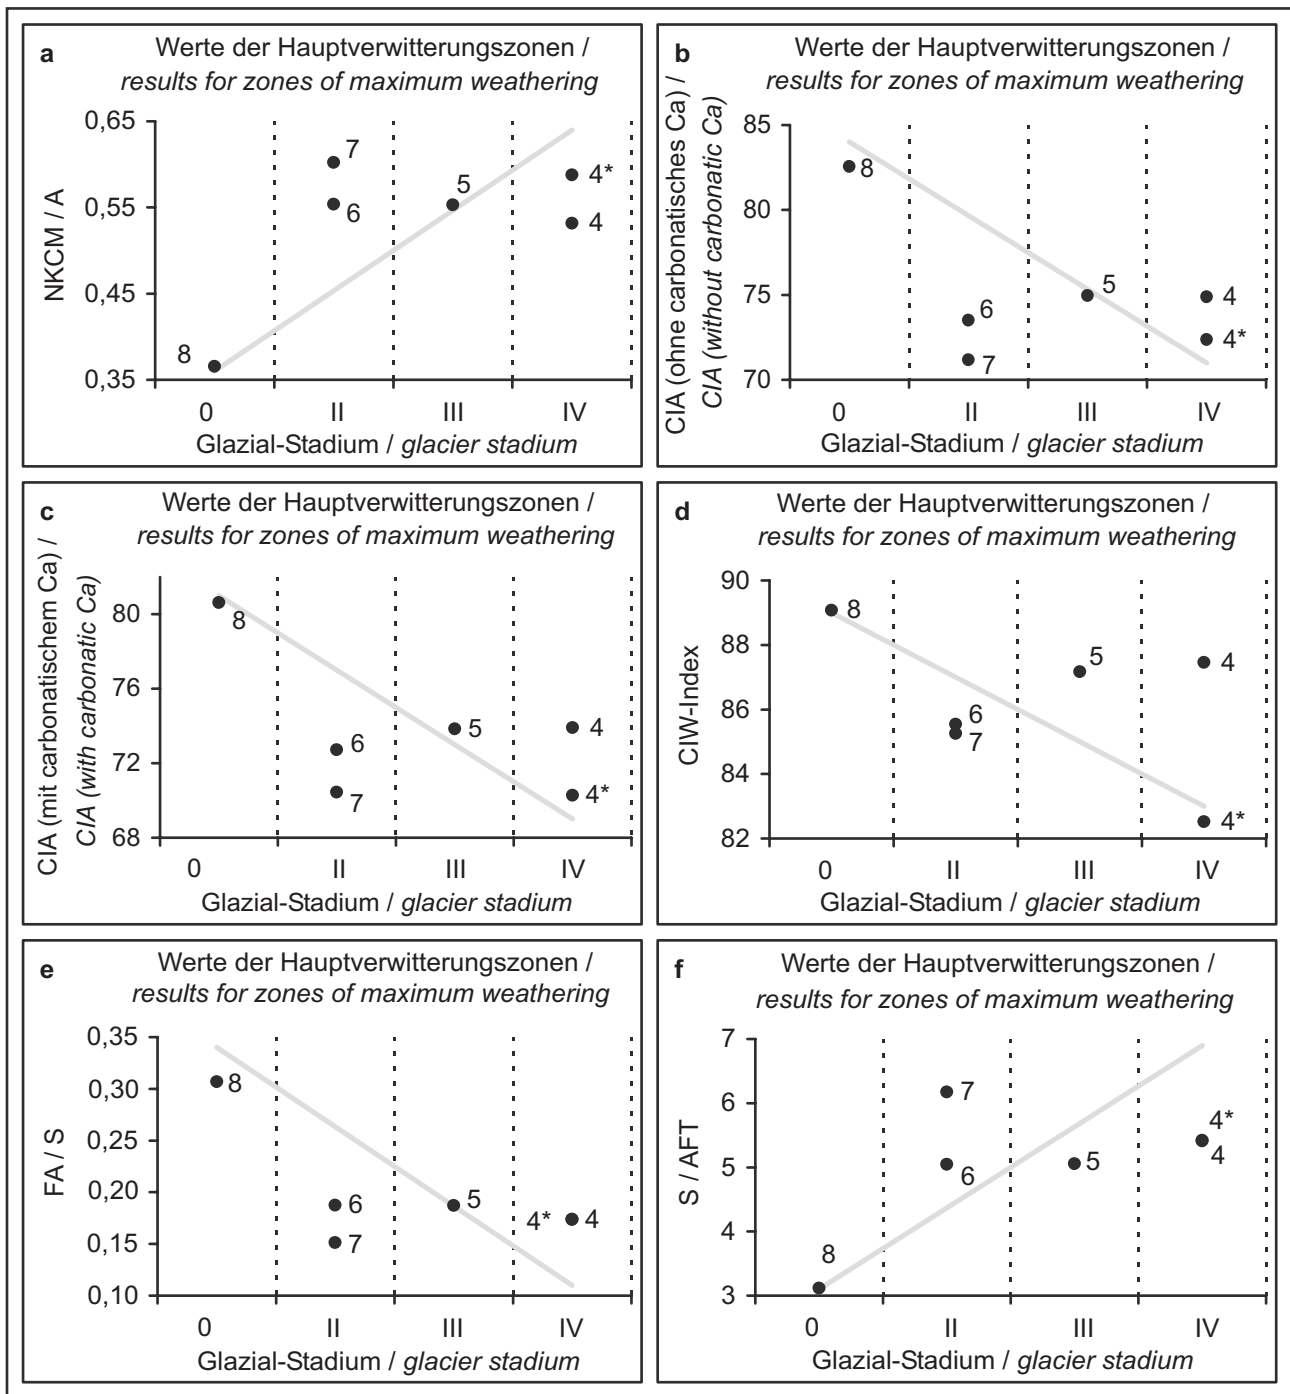 a
Werte der Hauptverwitterungszonen /
results for zones of maximum weathering
NKCM / A
0,65
0,55
0,45
0,35
7
6
5
4*
4
8
0 II III IV
Glazial-Stadium / glacier stadium
b
Werte der Hauptverwitterungszonen /
results for zones of maximum weathering
CIA (ohne carbonatisches Ca) /
CIA (without carbonatic Ca)
85
80
75
70
8
6
7
5
4
4*
0 II III IV
Glazial-Stadium / glacier stadium
c
Werte der Hauptverwitterungszonen /
results for zones of maximum weathering
CIA (mit carbonatischem Ca) /
CIA (with carbonatic Ca)
80
76
72
68
8
6
7
5
4
4*
0 II III IV
Glazial-Stadium / glacier stadium
d
Werte der Hauptverwitterungszonen /
results for zones of maximum weathering
CIW-Index
90
88
86
84
82
8
6
7
5
4
4*
0 II III IV
Glazial-Stadium / glacier stadium
e
Werte der Hauptverwitterungszonen /
results for zones of maximum weathering
FA / S
0,35
0,30
0,25
0,20
0,15
0,10
8
6
7
5
4* 4
0 II III IV
Glazial-Stadium / glacier stadium
f
Werte der Hauptverwitterungszonen /
results for zones of maximum weathering
S / AFT
7
6
5
4
3
8
7
6
5
4*
4
0 II III IV
Glazial-Stadium / glacier stadium